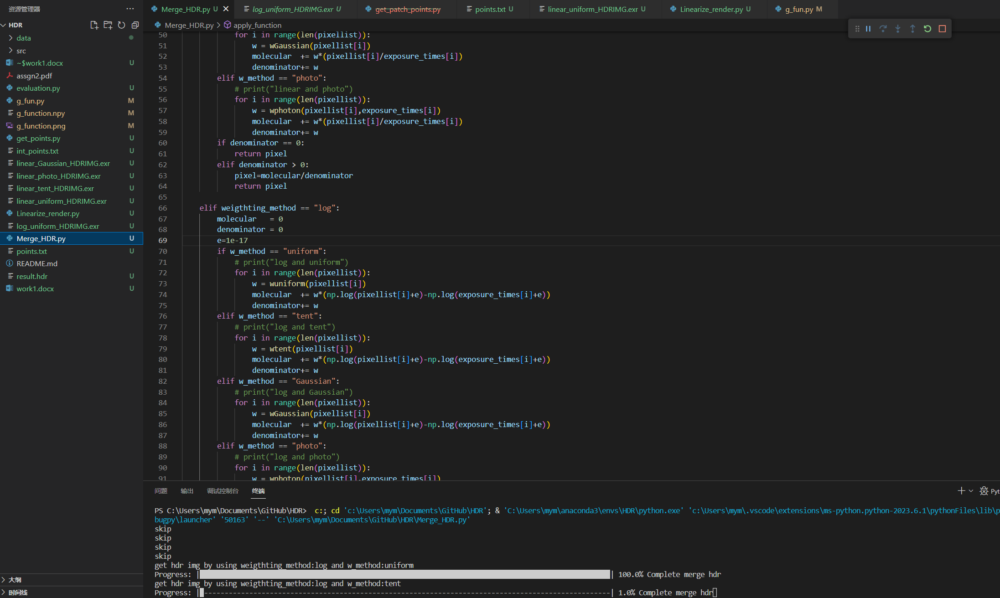 资源管理器
HDR
data
src
~$work1.docx U
assgn2.pdf
evaluation.py U
g_fun.py M
g_function.npy M
g_function.png M
get_points.py U
int_points.txt U
linear_Gaussian_HDRIMG.exr U
linear_photo_HDRIMG.exr U
linear_tent_HDRIMG.exr U
linear_uniform_HDRIMG.exr U
Linearize_render.py U
log_uniform_HDRIMG.exr U
Merge_HDR.py U
points.txt U
README.md
result.hdr U
work1.docx U
大纲
时间线
Merge_HDR.py U log_uniform_HDRIMG.exr U get_patch_points.py points.txt U linear_uniform_HDRIMG.exr U Linearize_render.py U g_fun.py M
Merge_HDR.py > apply_function
50 for i in range(len(pixellist)):
51 w = wGaussian(pixellist[i])
52 molecular  += w*(pixellist[i]/exposure_times[i])
53 denominator+= w
54 elif w_method == "photo":
55 # print("linear and photo")
56 for i in range(len(pixellist)):
57 w = wphoton(pixellist[i],exposure_times[i])
58 molecular  += w*(pixellist[i]/exposure_times[i])
59 denominator+= w
60 if denominator == 0:
61 return pixel
62 elif denominator > 0:
63 pixel=molecular/denominator
64 return pixel
65
66 elif weigthting_method == "log":
67 molecular   = 0
68 denominator = 0
69 e=1e-17
70 if w_method == "uniform":
71 # print("log and uniform")
72 for i in range(len(pixellist)):
73 w = wuniform(pixellist[i])
74 molecular  += w*(np.log(pixellist[i]+e)-np.log(exposure_times[i]+e))
75 denominator+= w
76 elif w_method == "tent":
77 # print("log and tent")
78 for i in range(len(pixellist)):
79 w = wtent(pixellist[i])
80 molecular  += w*(np.log(pixellist[i]+e)-np.log(exposure_times[i]+e))
81 denominator+= w
82 elif w_method == "Gaussian":
83 # print("log and Gaussian")
84 for i in range(len(pixellist)):
85 w = wGaussian(pixellist[i])
86 molecular  += w*(np.log(pixellist[i]+e)-np.log(exposure_times[i]+e))
87 denominator+= w
88 elif w_method == "photo":
89 # print("log and photo")
90 for i in range(len(pixellist)):
91 w = wphoton(pixellist[i],exposure_times[i])
问题 输出 调试控制台 终端
Pyt
PS C:\Users\mym\Documents\GitHub\HDR>  c:; cd 'c:\Users\mym\Documents\GitHub\HDR'; & 'C:\Users\mym\anaconda3\envs\HDR\python.exe' 'c:\Users\mym\.vscode\extensions\ms-python.python-2023.6.1\pythonFiles\lib\p
bugpy\launcher' '50163' '--' 'C:\Users\mym\Documents\GitHub\HDR\Merge_HDR.py'
skip
skip
skip
skip
get hdr img by using weigthting_method:log and w_method:uniform
Progress: | | 100.0% Complete merge hdr
get hdr img by using weigthting_method:log and w_method:tent
Progress: | ---------------------------------------------------------------------------------------------------| 1.0% Complete merge hdr